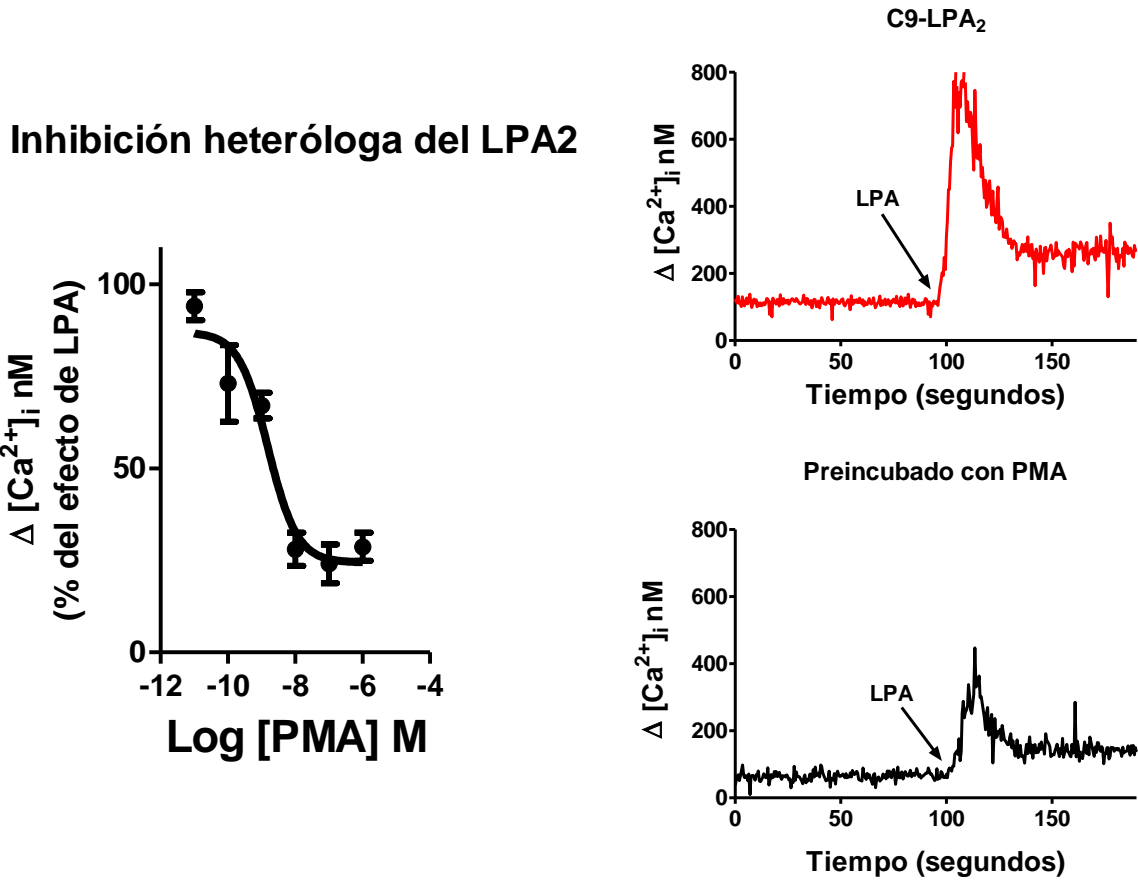 Inhibición heteróloga del LPA2
Δ [Ca²⁺]ᵢ nM
(% del efecto de LPA)
100
50
0
-12 -10 -8 -6 -4
Log [PMA] M
C9-LPA₂
Δ [Ca²⁺]ᵢ nM
800
600
400
200
0
LPA
0 50 100 150
Tiempo (segundos)
Preincubado con PMA
Δ [Ca²⁺]ᵢ nM
800
600
400
200
0
LPA
0 50 100 150
Tiempo (segundos)